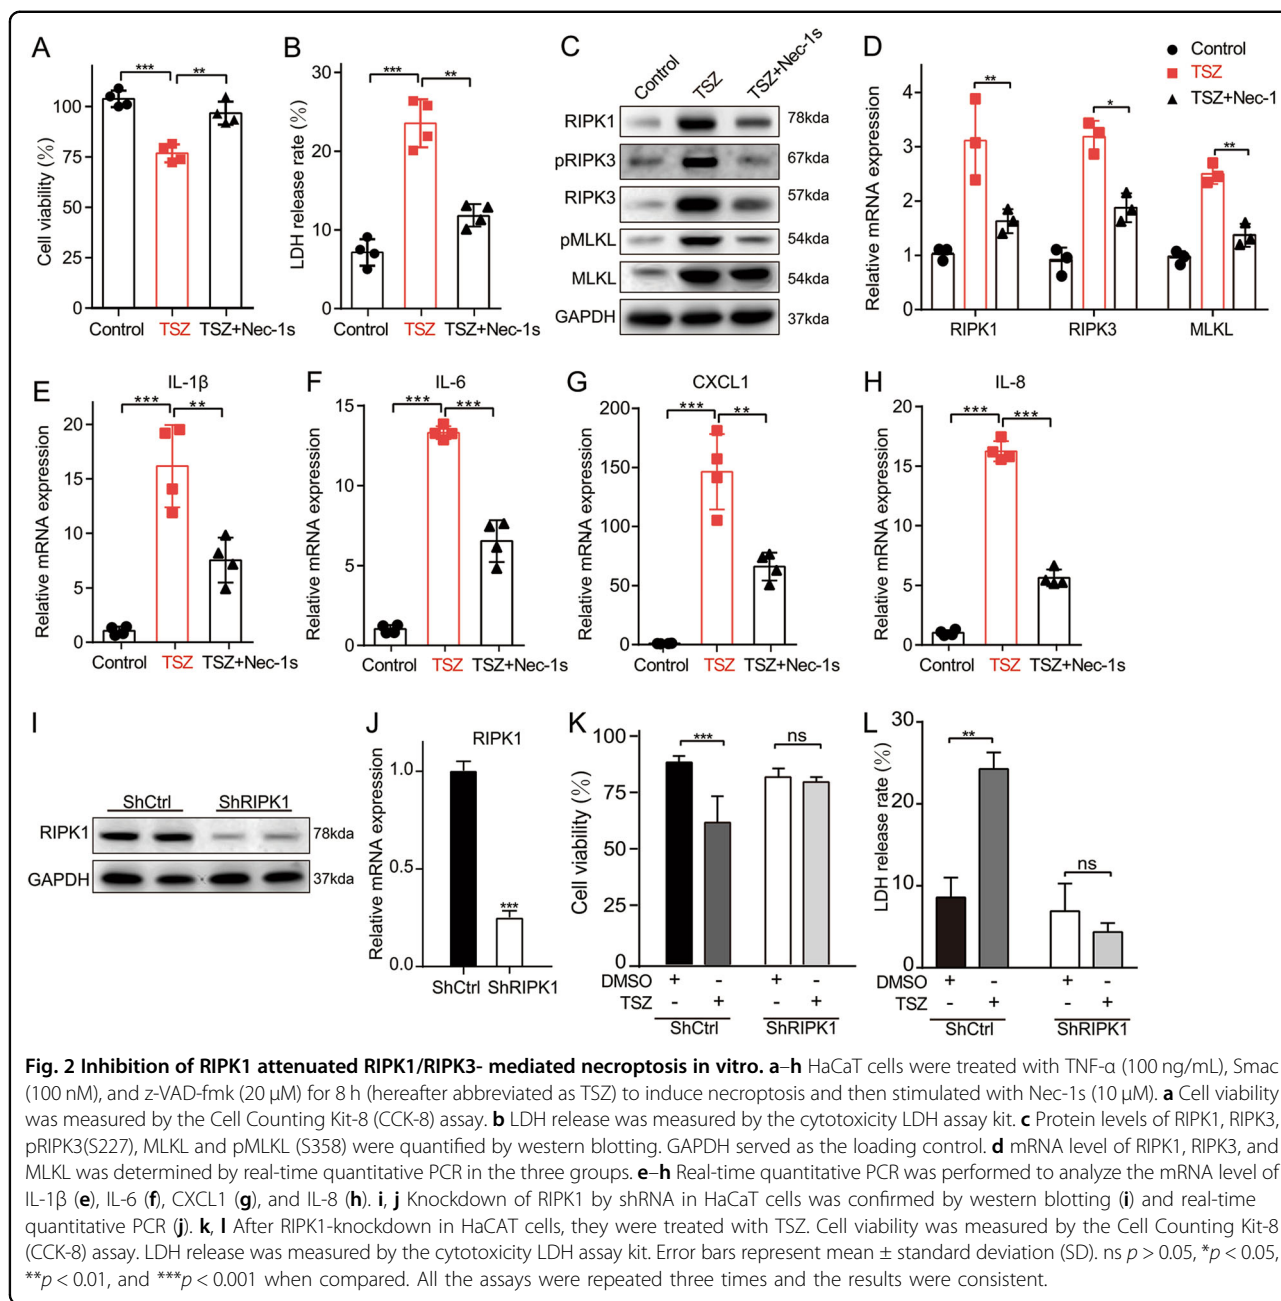 A
***
**
Cell viability (%)
100
75
50
25
0
Control
TSZ
TSZ+Nec-1s
B
***
**
LDH release rate (%)
30
20
10
0
Control
TSZ
TSZ+Nec-1s
C
Control
TSZ
TSZ+Nec-1s
RIPK1
78kda
pRIPK3
67kda
RIPK3
57kda
pMLKL
54kda
MLKL
54kda
GAPDH
37kda
D
Control
TSZ
TSZ+Nec-1
**
*
**
Relative mRNA expression
4
3
2
1
0
RIPK1
RIPK3
MLKL
E
IL-1β
***
**
Relative mRNA expression
20
15
10
5
0
Control
TSZ
TSZ+Nec-1s
F
IL-6
***
***
Relative mRNA expression
15
10
5
0
Control
TSZ
TSZ+Nec-1s
G
CXCL1
***
**
Relative mRNA expression
200
150
100
50
0
Control
TSZ
TSZ+Nec-1s
H
IL-8
***
***
Relative mRNA expression
20
15
10
5
0
Control
TSZ
TSZ+Nec-1s
I
ShCtrl
ShRIPK1
RIPK1
78kda
GAPDH
37kda
J
RIPK1
Relative mRNA expression
1.0
0.5
0.0
***
ShCtrl
ShRIPK1
K
***
ns
Cell viability (%)
100
75
50
25
0
DMSO + - + -
TSZ - + - +
ShCtrl
ShRIPK1
L
**
ns
LDH release rate (%)
30
20
10
0
DMSO + - + -
TSZ - + - +
ShCtrl
ShRIPK1
Fig. 2 Inhibition of RIPK1 attenuated RIPK1/RIPK3- mediated necroptosis in vitro. a–h HaCaT cells were treated with TNF-α (100 ng/mL), Smac
(100 nM), and z-VAD-fmk (20 μM) for 8 h (hereafter abbreviated as TSZ) to induce necroptosis and then stimulated with Nec-1s (10 μM). a Cell viability
was measured by the Cell Counting Kit-8 (CCK-8) assay. b LDH release was measured by the cytotoxicity LDH assay kit. c Protein levels of RIPK1, RIPK3,
pRIPK3(S227), MLKL and pMLKL (S358) were quantified by western blotting. GAPDH served as the loading control. d mRNA level of RIPK1, RIPK3, and
MLKL was determined by real-time quantitative PCR in the three groups. e–h Real-time quantitative PCR was performed to analyze the mRNA level of
IL-1β (e), IL-6 (f), CXCL1 (g), and IL-8 (h). i, j Knockdown of RIPK1 by shRNA in HaCaT cells was confirmed by western blotting (i) and real-time
quantitative PCR (j). k, l After RIPK1-knockdown in HaCAT cells, they were treated with TSZ. Cell viability was measured by the Cell Counting Kit-8
(CCK-8) assay. LDH release was measured by the cytotoxicity LDH assay kit. Error bars represent mean ± standard deviation (SD). ns p > 0.05, *p < 0.05,
**p < 0.01, and ***p < 0.001 when compared. All the assays were repeated three times and the results were consistent.